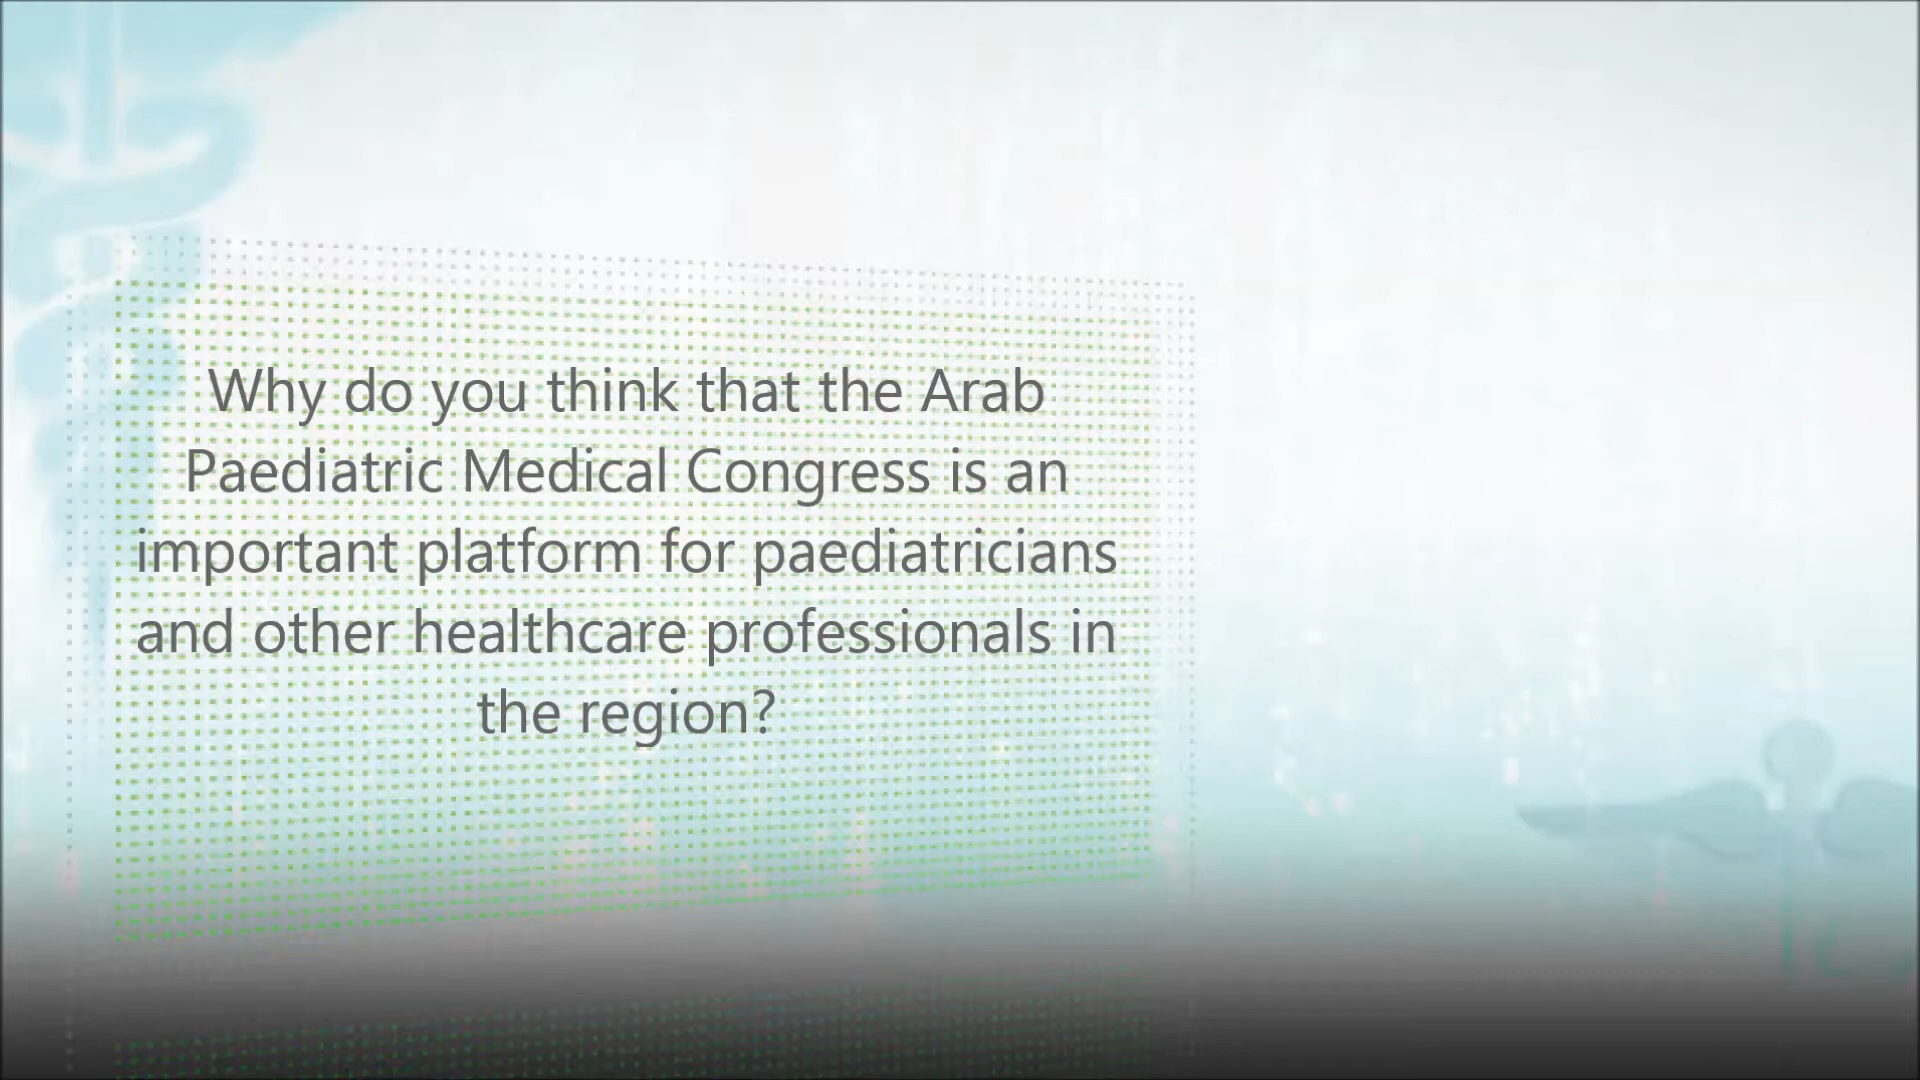 Why do you think that the Arab
Paediatric Medical Congress is an
important platform for paediatricians
and other healthcare professionals in
the region?